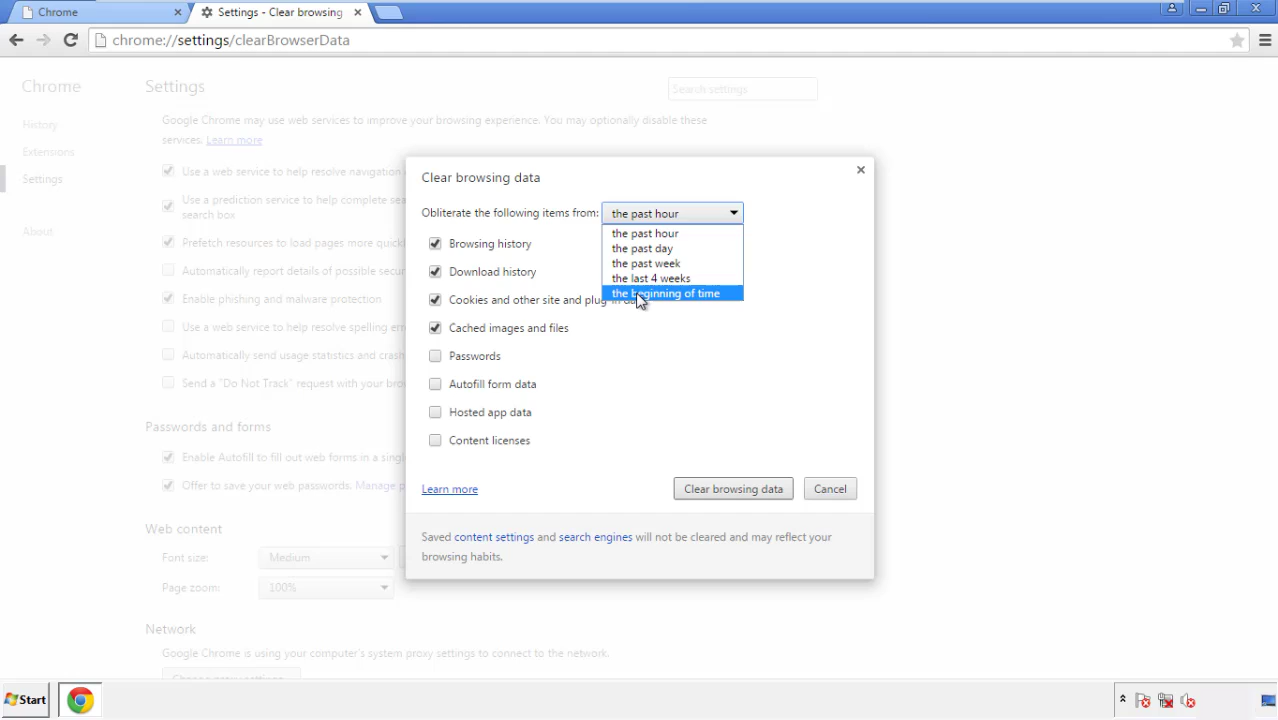 Chrome
Settings - Clear browsing
chrome://settings/clearBrowserData
Chrome
History
Extensions
Settings
About
Settings
Search settings
Google Chrome may use web services to improve your browsing experience. You may optionally disable these
services. Learn more
Use a web service to help resolve navigation
Use a prediction service to help complete
search box
Prefetch resources to load pages more
Automatically report details of possible
Enable phishing and malware protection
Use a web service to help resolve spelling
Automatically send usage statistics and
Send a "Do Not Track" request with your
Passwords and forms
Enable Autofill to fill out web forms in a
Offer to save your web passwords. Manage
Web content
Font size: Medium
Page zoom: 100%
Network
Google Chrome is using your computer's system proxy settings to connect to the network.
Clear browsing data
Obliterate the following items from: the past hour
the past hour
the past day
the past week
the last 4 weeks
the beginning of time
Browsing history
Download history
Cookies and other site and
Cached images and files
Passwords
Autofill form data
Hosted app data
Content licenses
Learn more
Clear browsing data
Cancel
Saved content settings and search engines will not be cleared and may reflect your
browsing habits.
Start